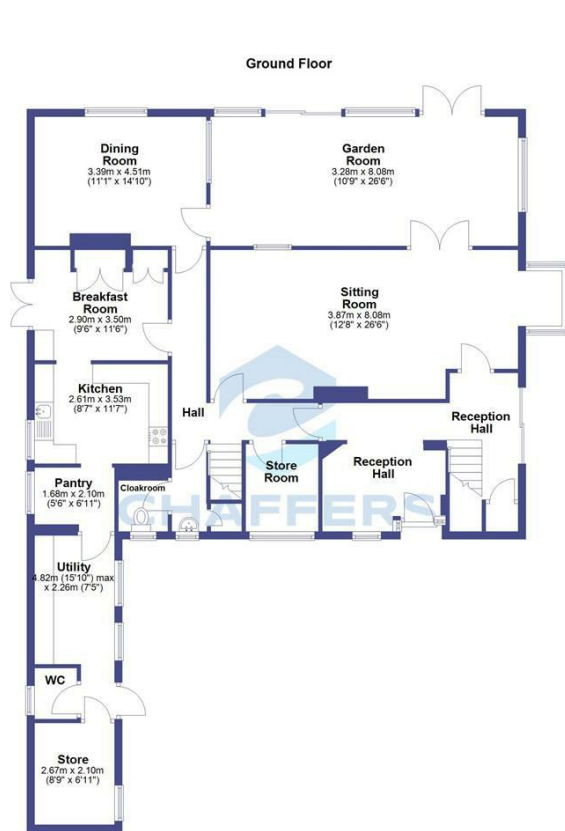 Ground Floor
Dining
Room
3.39m x 4.51m
(11'1" x 14'10")
Garden
Room
3.28m x 8.08m
(10'9" x 26'6")
Breakfast
Room
2.90m x 3.50m
(9'6" x 11'6")
Sitting
Room
3.87m x 8.08m
(12'8" x 26'6")
Kitchen
2.61m x 3.53m
(8'7" x 11'7")
Hall
Reception
Hall
Pantry
1.68m x 2.10m
(5'6" x 6'11")
Cloakroom
Store
Room
Reception
Hall
CHAFFERS
Utility
4.82m (15'10") max
x 2.26m (7'5")
WC
Store
2.67m x 2.10m
(8'9" x 6'11")